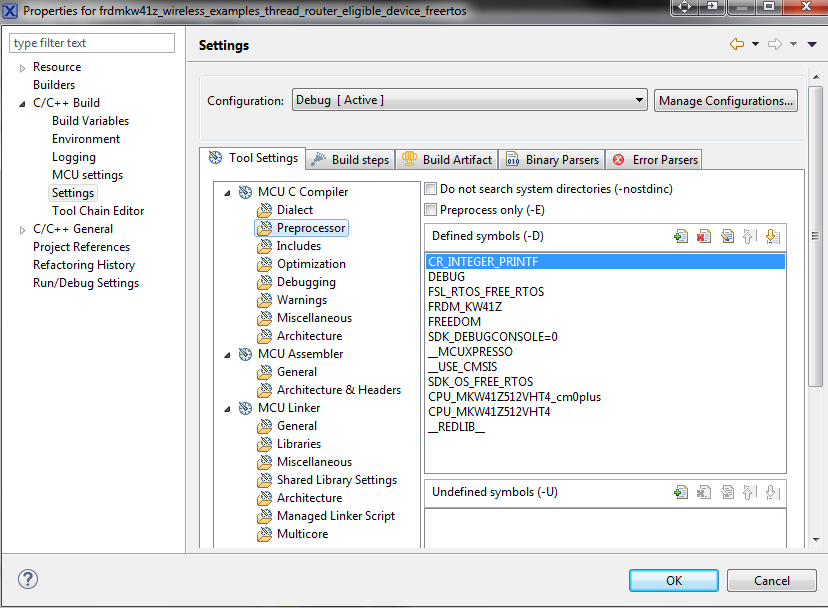 Properties for frdmkw41z_wireless_examples_thread_router_eligible_device_freertos
type filter text
Resource
Builders
C/C++ Build
Build Variables
Environment
Logging
MCU settings
Settings
Tool Chain Editor
C/C++ General
Project References
Refactoring History
Run/Debug Settings
Settings
Configuration: Debug [ Active ] Manage Configurations...
Tool Settings Build steps Build Artifact Binary Parsers Error Parsers
MCU C Compiler
Dialect
Preprocessor
Includes
Optimization
Debugging
Warnings
Miscellaneous
Architecture
MCU Assembler
General
Architecture & Headers
MCU Linker
General
Libraries
Miscellaneous
Shared Library Settings
Architecture
Managed Linker Script
Multicore
Do not search system directories (-nostdinc)
Preprocess only (-E)
Defined symbols (-D)
CR_INTEGER_PRINTF
DEBUG
FSL_RTOS_FREE_RTOS
FRDM_KW41Z
FREEDOM
SDK_DEBUGCONSOLE=0
__MCUXPRESSO
__USE_CMSIS
SDK_OS_FREE_RTOS
CPU_MKW41Z512VHT4_cm0plus
CPU_MKW41Z512VHT4
__REDLIB__
Undefined symbols (-U)
OK Cancel